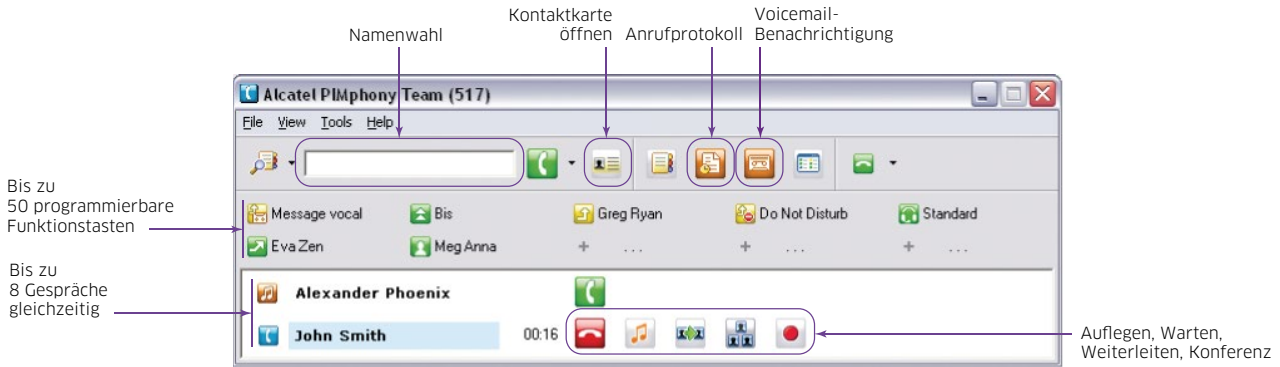 Namenwahl
Kontaktkarte
öffnen
Anrufprotokoll
Voicemail-
Benachrichtigung
Alcatel PIMphony Team (517)
File View Tools Help
Bis zu
50 programmierbare
Funktionstasten
Message vocal Bis Greg Ryan Do Not Disturb Standard
Eva Zen Meg Anna + ... + ... + ...
Bis zu
8 Gespräche
gleichzeitig
Alexander Phoenix
John Smith 00:16
Auflegen, Warten,
Weiterleiten, Konferenz